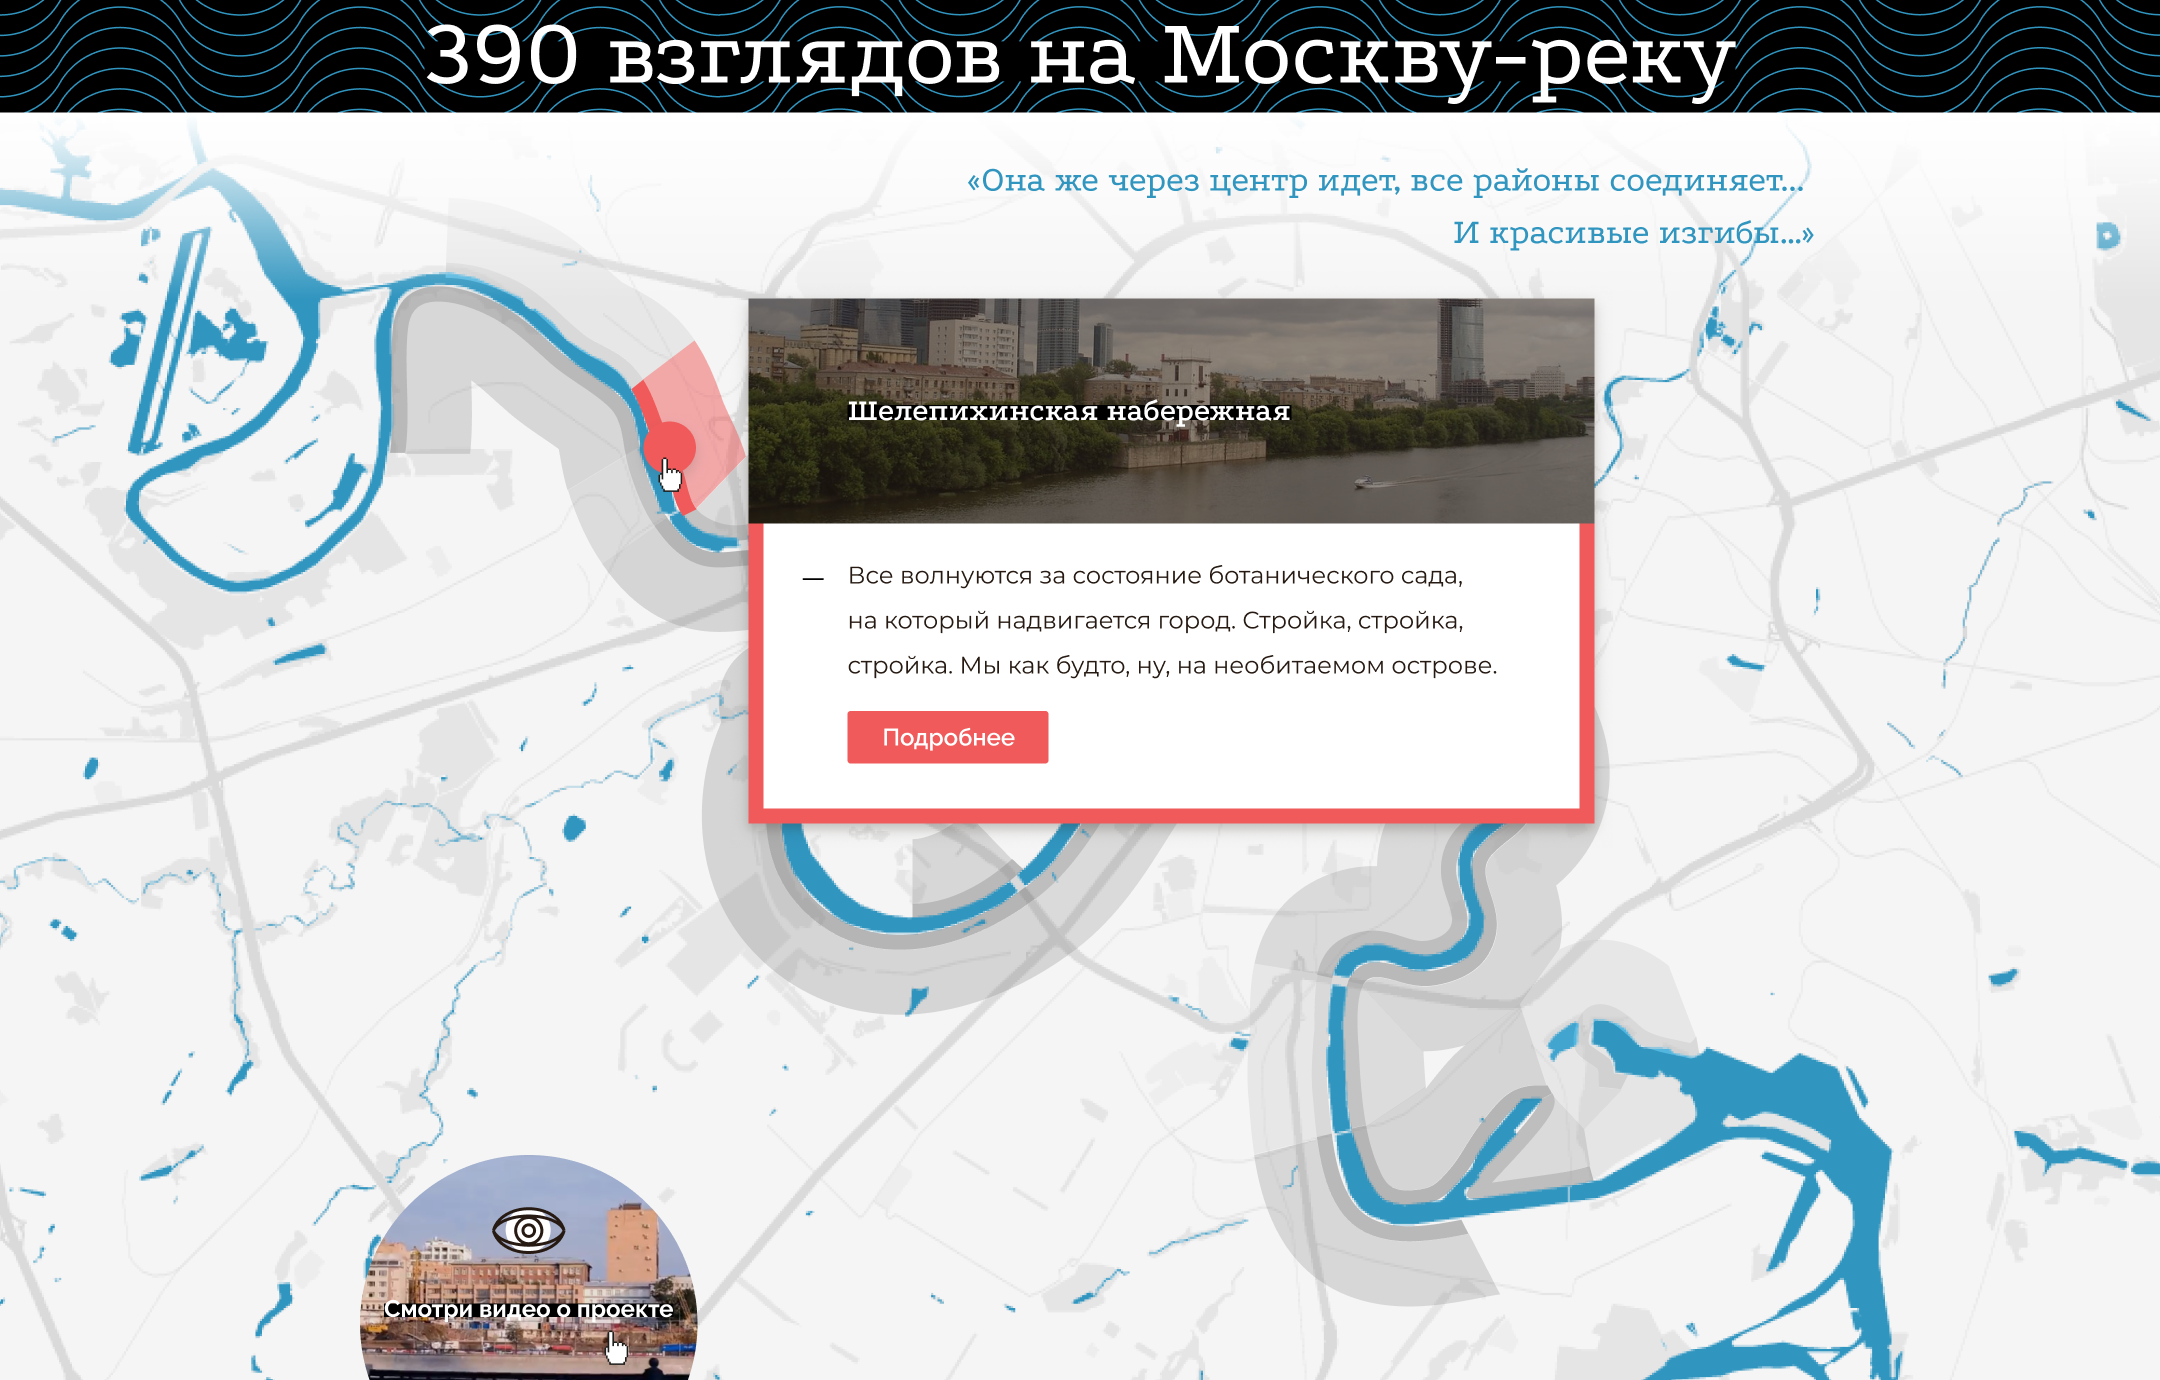 390 взглядов на Москву-реку
«Она же через центр идет, все районы соединяет...
И красивые изгибы...»
Шелепихинская набережная
— Все волнуются за состояние ботанического сада,
на который надвигается город. Стройка, стройка,
стройка. Мы как будто, ну, на необитаемом острове.
Подробнее
Смотри видео о проекте